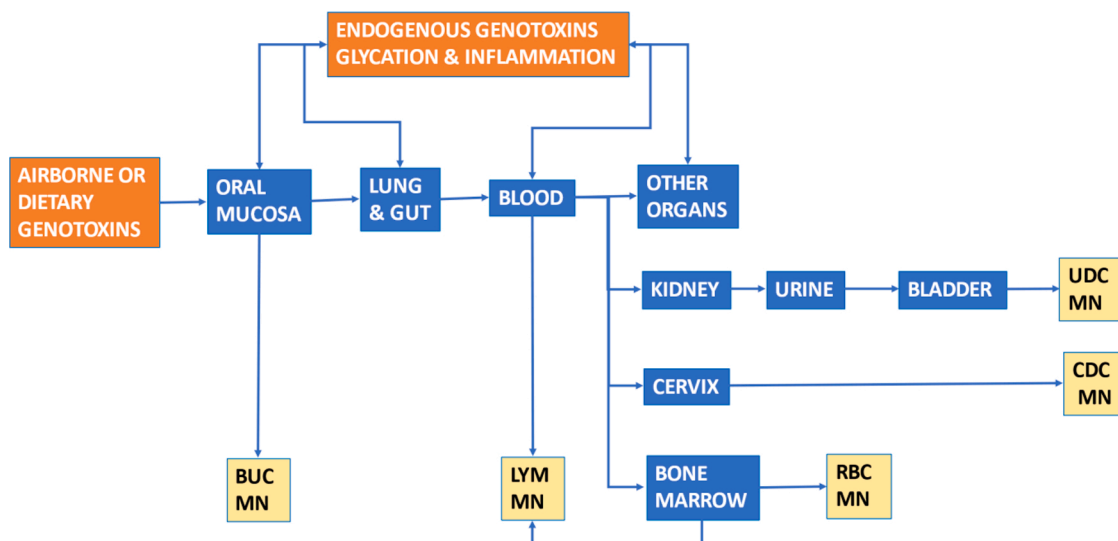 ENDOGENOUS GENOTOXINS
GLYCATION & INFLAMMATION
AIRBORNE OR
DIETARY
GENOTOXINS
ORAL
MUCOSA
LUNG
& GUT
BLOOD
OTHER
ORGANS
KIDNEY
URINE
BLADDER
UDC
MN
CERVIX
CDC
MN
BUC
MN
LYM
MN
BONE
MARROW
RBC
MN